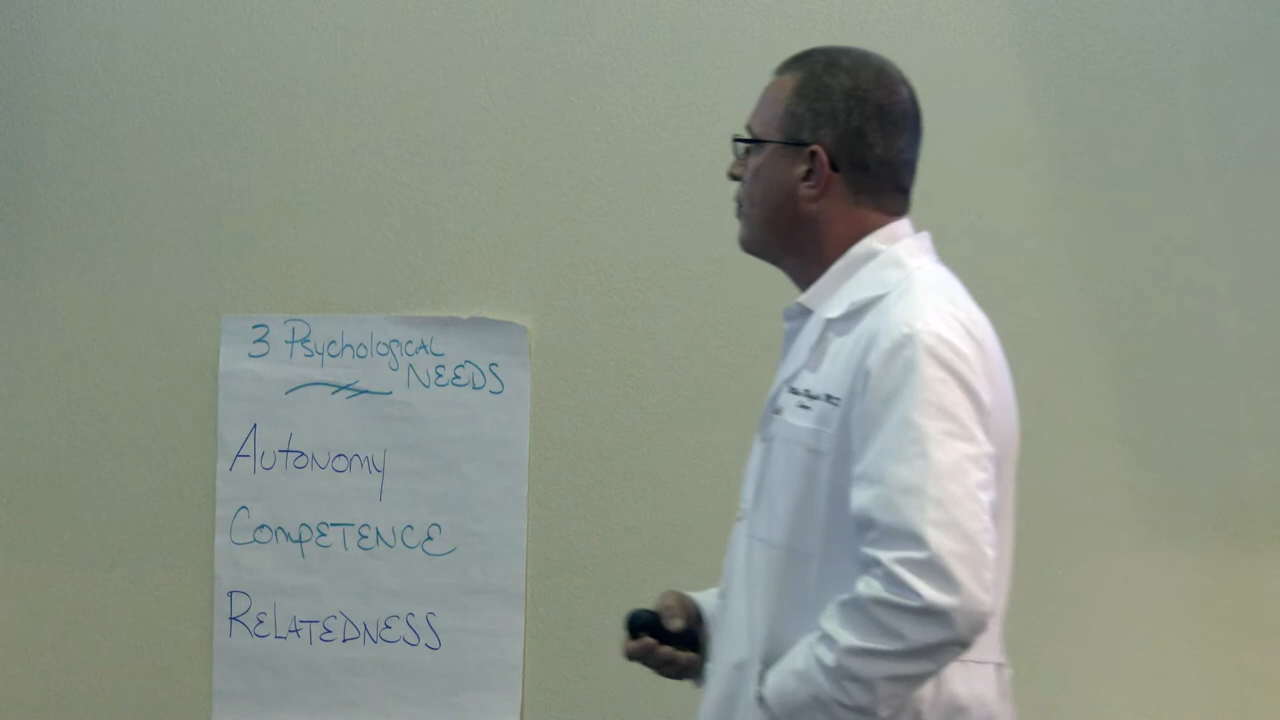 3 Psychological
NEEDS
Autonomy
Competence
Relatedness